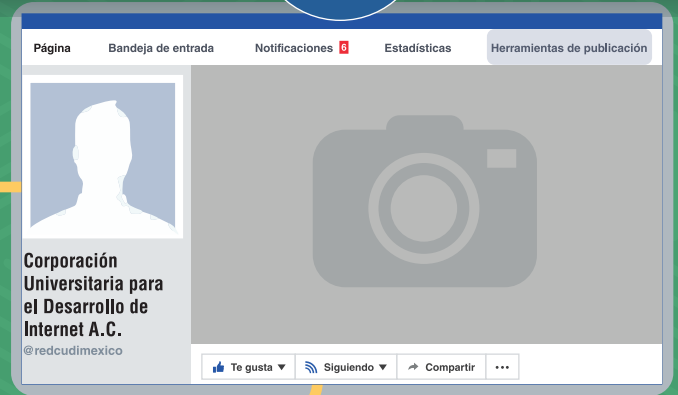 Página Bandeja de entrada Notificaciones 6 Estadísticas Herramientas de publicación
Corporación
Universitaria para
el Desarrollo de
Internet A.C.
@redcudimexico
Te gusta Siguiendo Compartir